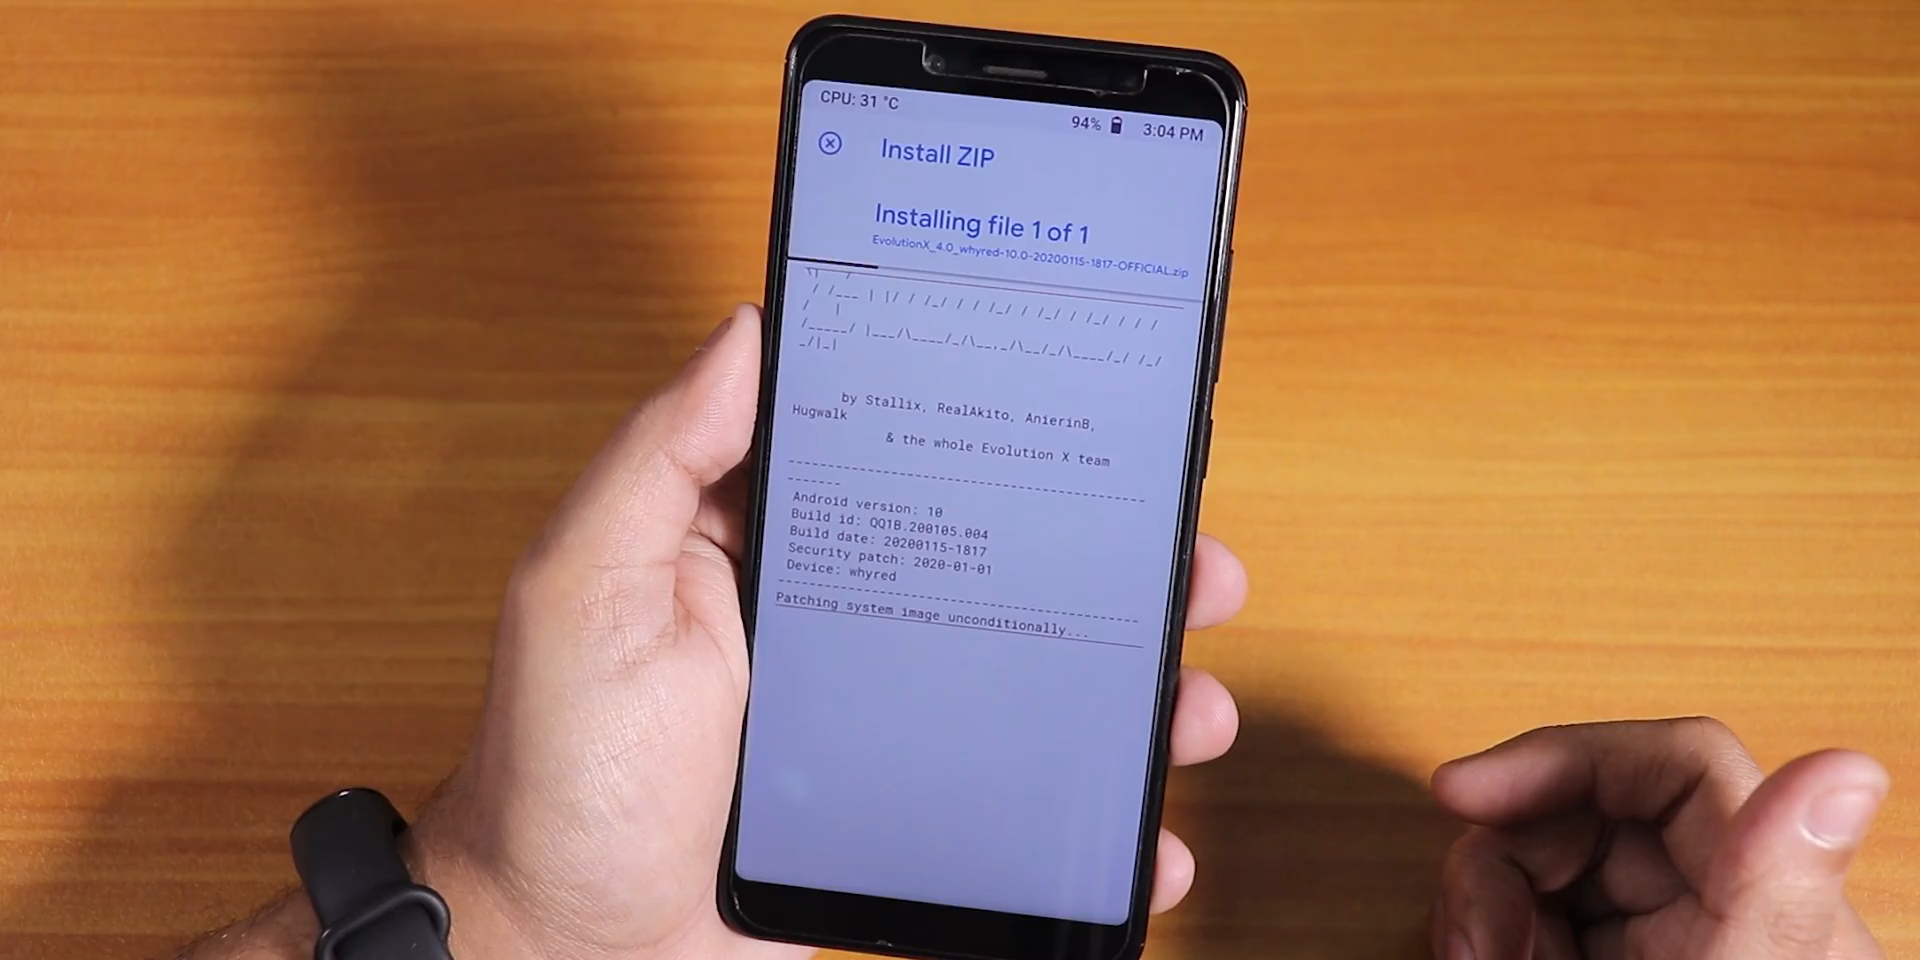 CPU: 31 °C
94% 3:04 PM
Install ZIP
Installing file 1 of 1
EvolutionX_4.0_whyred-10.0-20200115-1817-OFFICIAL.zip
by Stallix, RealAkito, AnierinB,
Hugwalk
& the whole Evolution X team
Android version: 10
Build id: QQ1B.200105.004
Build date: 20200115-1817
Security patch: 2020-01-01
Device: whyred
Patching system image unconditionally...